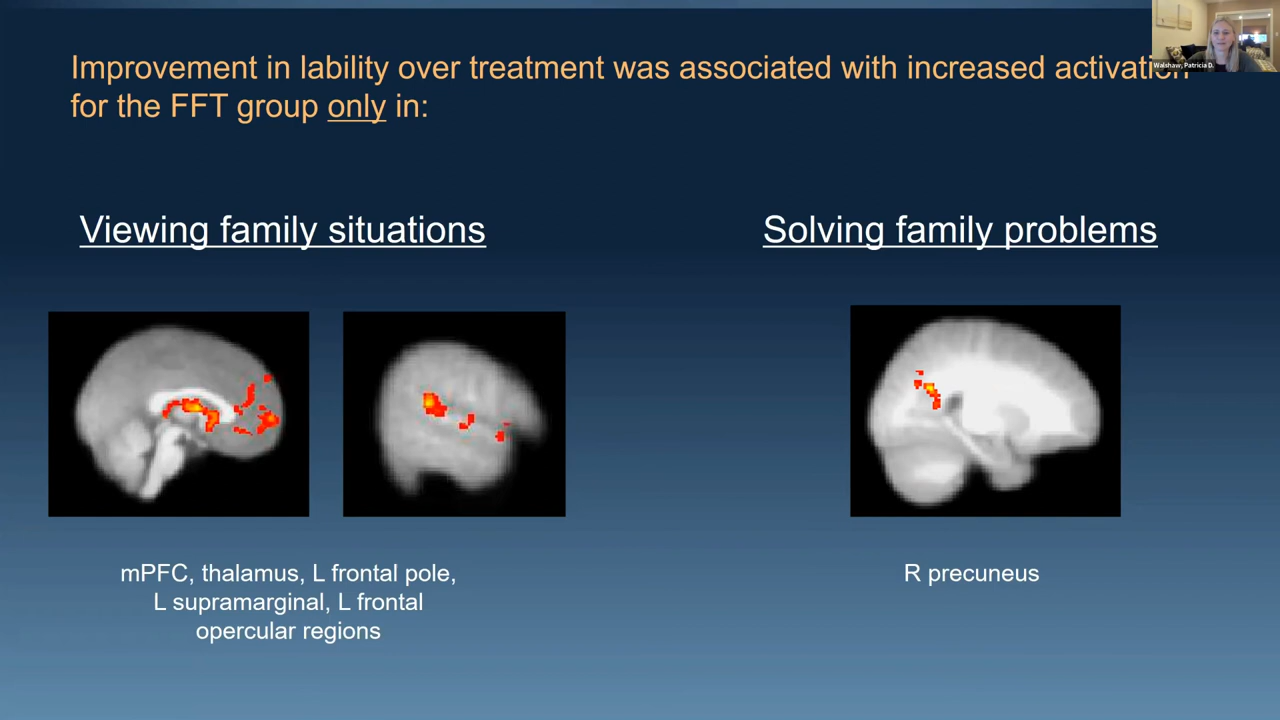 Improvement in lability over treatment was associated with increased activation
for the FFT group only in:
Walshaw, Patricia D.
Viewing family situations
Solving family problems
mPFC, thalamus, L frontal pole,
L supramarginal, L frontal
opercular regions
R precuneus